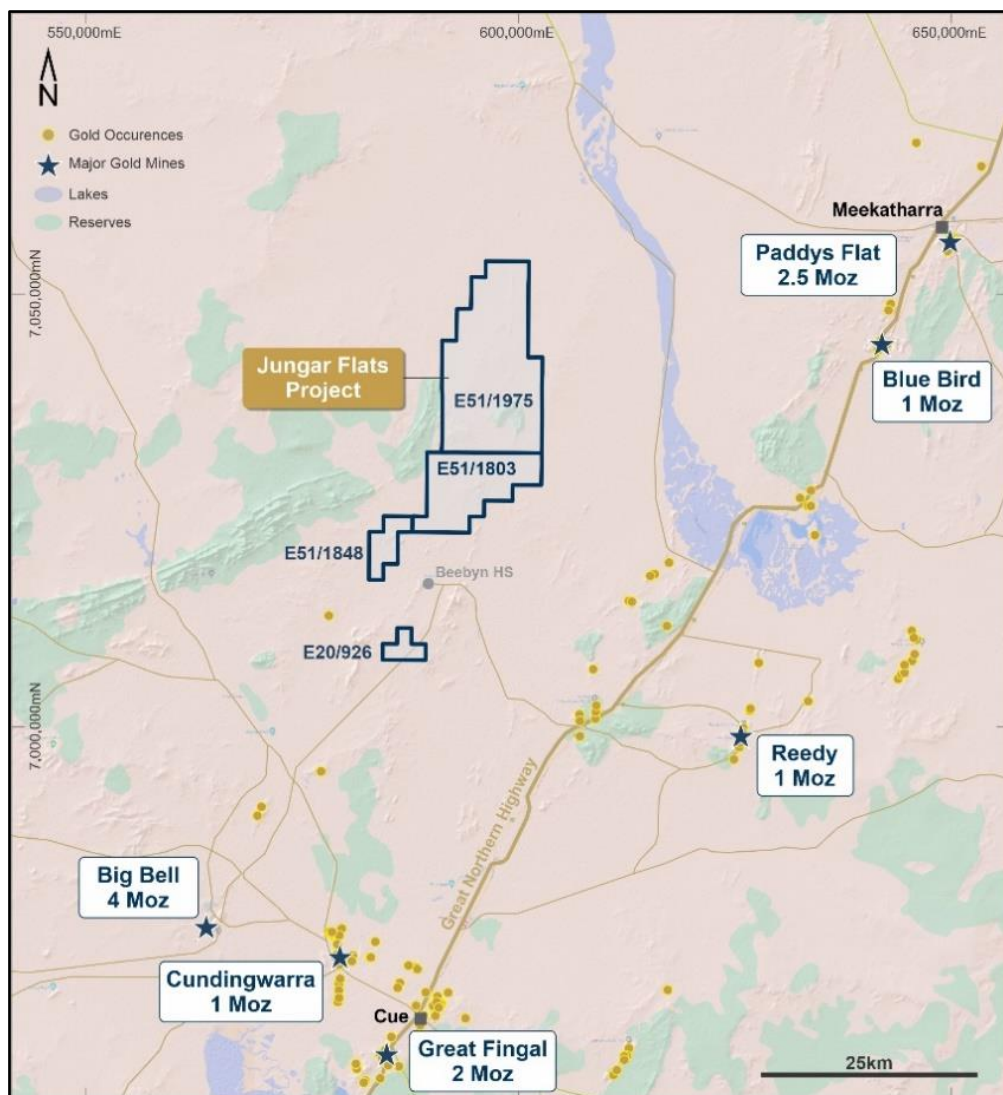 550,000mE
600,000mE
650,000mE
N
Gold Occurences
Major Gold Mines
Lakes
Reserves
Meekatharra
Paddys Flat
2.5 Moz
7,050,000mN
Jungar Flats
Project
Blue Bird
1 Moz
E51/1975
E51/1803
E51/1848
Beebyn HS
E20/926
7,000,000mN
Reedy
1 Moz
Great Northern Highway
Big Bell
4 Moz
Cundingwarra
1 Moz
Cue
Great Fingal
2 Moz
25km